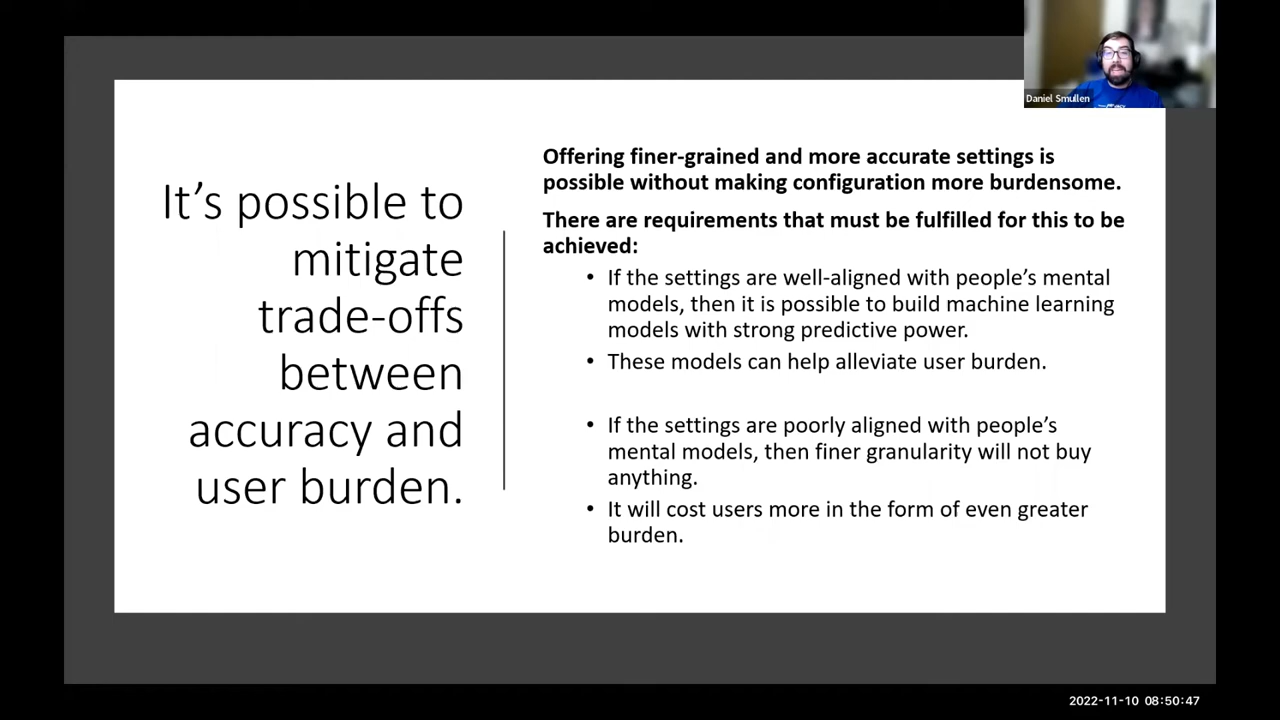 It's possible to
mitigate
trade-offs
between
accuracy and
user burden.
Offering finer-grained and more accurate settings is
possible without making configuration more burdensome.
There are requirements that must be fulfilled for this to be
achieved:
• If the settings are well-aligned with people's mental
models, then it is possible to build machine learning
models with strong predictive power.
• These models can help alleviate user burden.
• If the settings are poorly aligned with people's
mental models, then finer granularity will not buy
anything.
• It will cost users more in the form of even greater
burden.
Daniel Smullen
2022-11-10 08:50:47